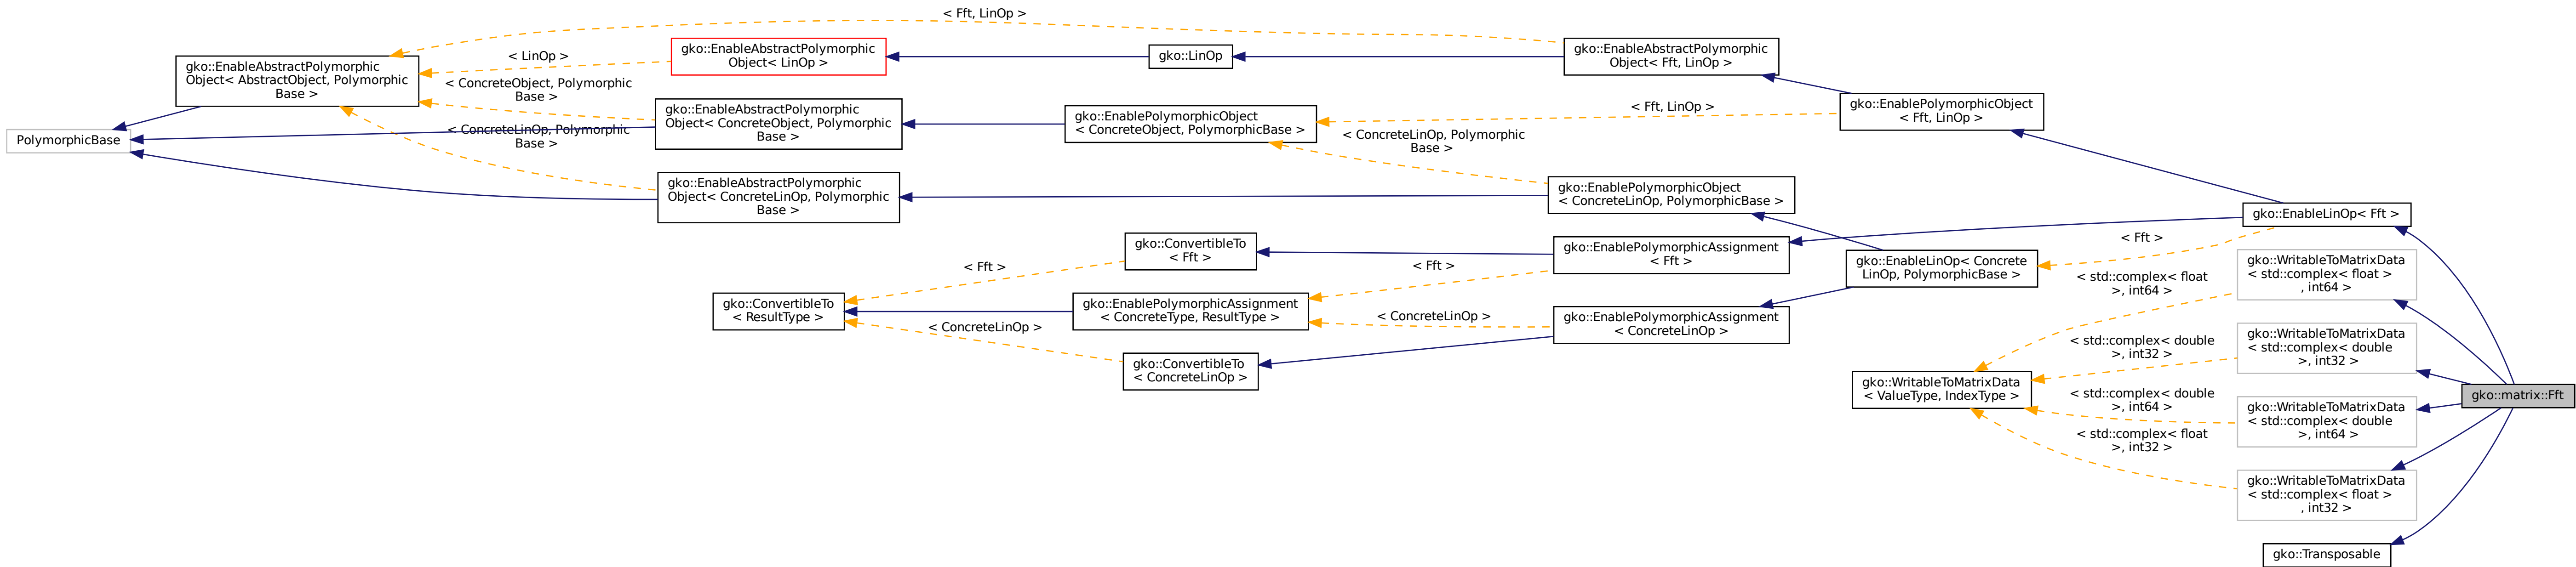 < Fft, LinOp >
gko::EnableAbstractPolymorphic
Object< AbstractObject, Polymorphic
Base >
< LinOp >
gko::EnableAbstractPolymorphic
Object< LinOp >
gko::LinOp
gko::EnableAbstractPolymorphic
Object< Fft, LinOp >
< ConcreteObject, Polymorphic
Base >
gko::EnableAbstractPolymorphic
Object< ConcreteObject, Polymorphic
Base >
gko::EnablePolymorphicObject
< ConcreteObject, PolymorphicBase >
< Fft, LinOp >
gko::EnablePolymorphicObject
< Fft, LinOp >
PolymorphicBase
< ConcreteLinOp, Polymorphic
Base >
< ConcreteLinOp, Polymorphic
Base >
gko::EnableAbstractPolymorphic
Object< ConcreteLinOp, Polymorphic
Base >
gko::EnablePolymorphicObject
< ConcreteLinOp, PolymorphicBase >
gko::EnableLinOp< Fft >
gko::ConvertibleTo
< Fft >
gko::EnablePolymorphicAssignment
< Fft >
gko::EnableLinOp< Concrete
LinOp, PolymorphicBase >
< Fft >
< Fft >
< Fft >
gko::ConvertibleTo
< ResultType >
gko::EnablePolymorphicAssignment
< ConcreteType, ResultType >
< ConcreteLinOp >
gko::EnablePolymorphicAssignment
< ConcreteLinOp >
< ConcreteLinOp >
gko::ConvertibleTo
< ConcreteLinOp >
< std::complex< float
>, int64 >
gko::WritableToMatrixData
< std::complex< float >
, int64 >
< std::complex< double
>, int32 >
gko::WritableToMatrixData
< std::complex< double
>, int32 >
gko::WritableToMatrixData
< ValueType, IndexType >
< std::complex< double
>, int64 >
gko::WritableToMatrixData
< std::complex< double
>, int64 >
gko::matrix::Fft
< std::complex< float
>, int32 >
gko::WritableToMatrixData
< std::complex< float >
, int32 >
gko::Transposable